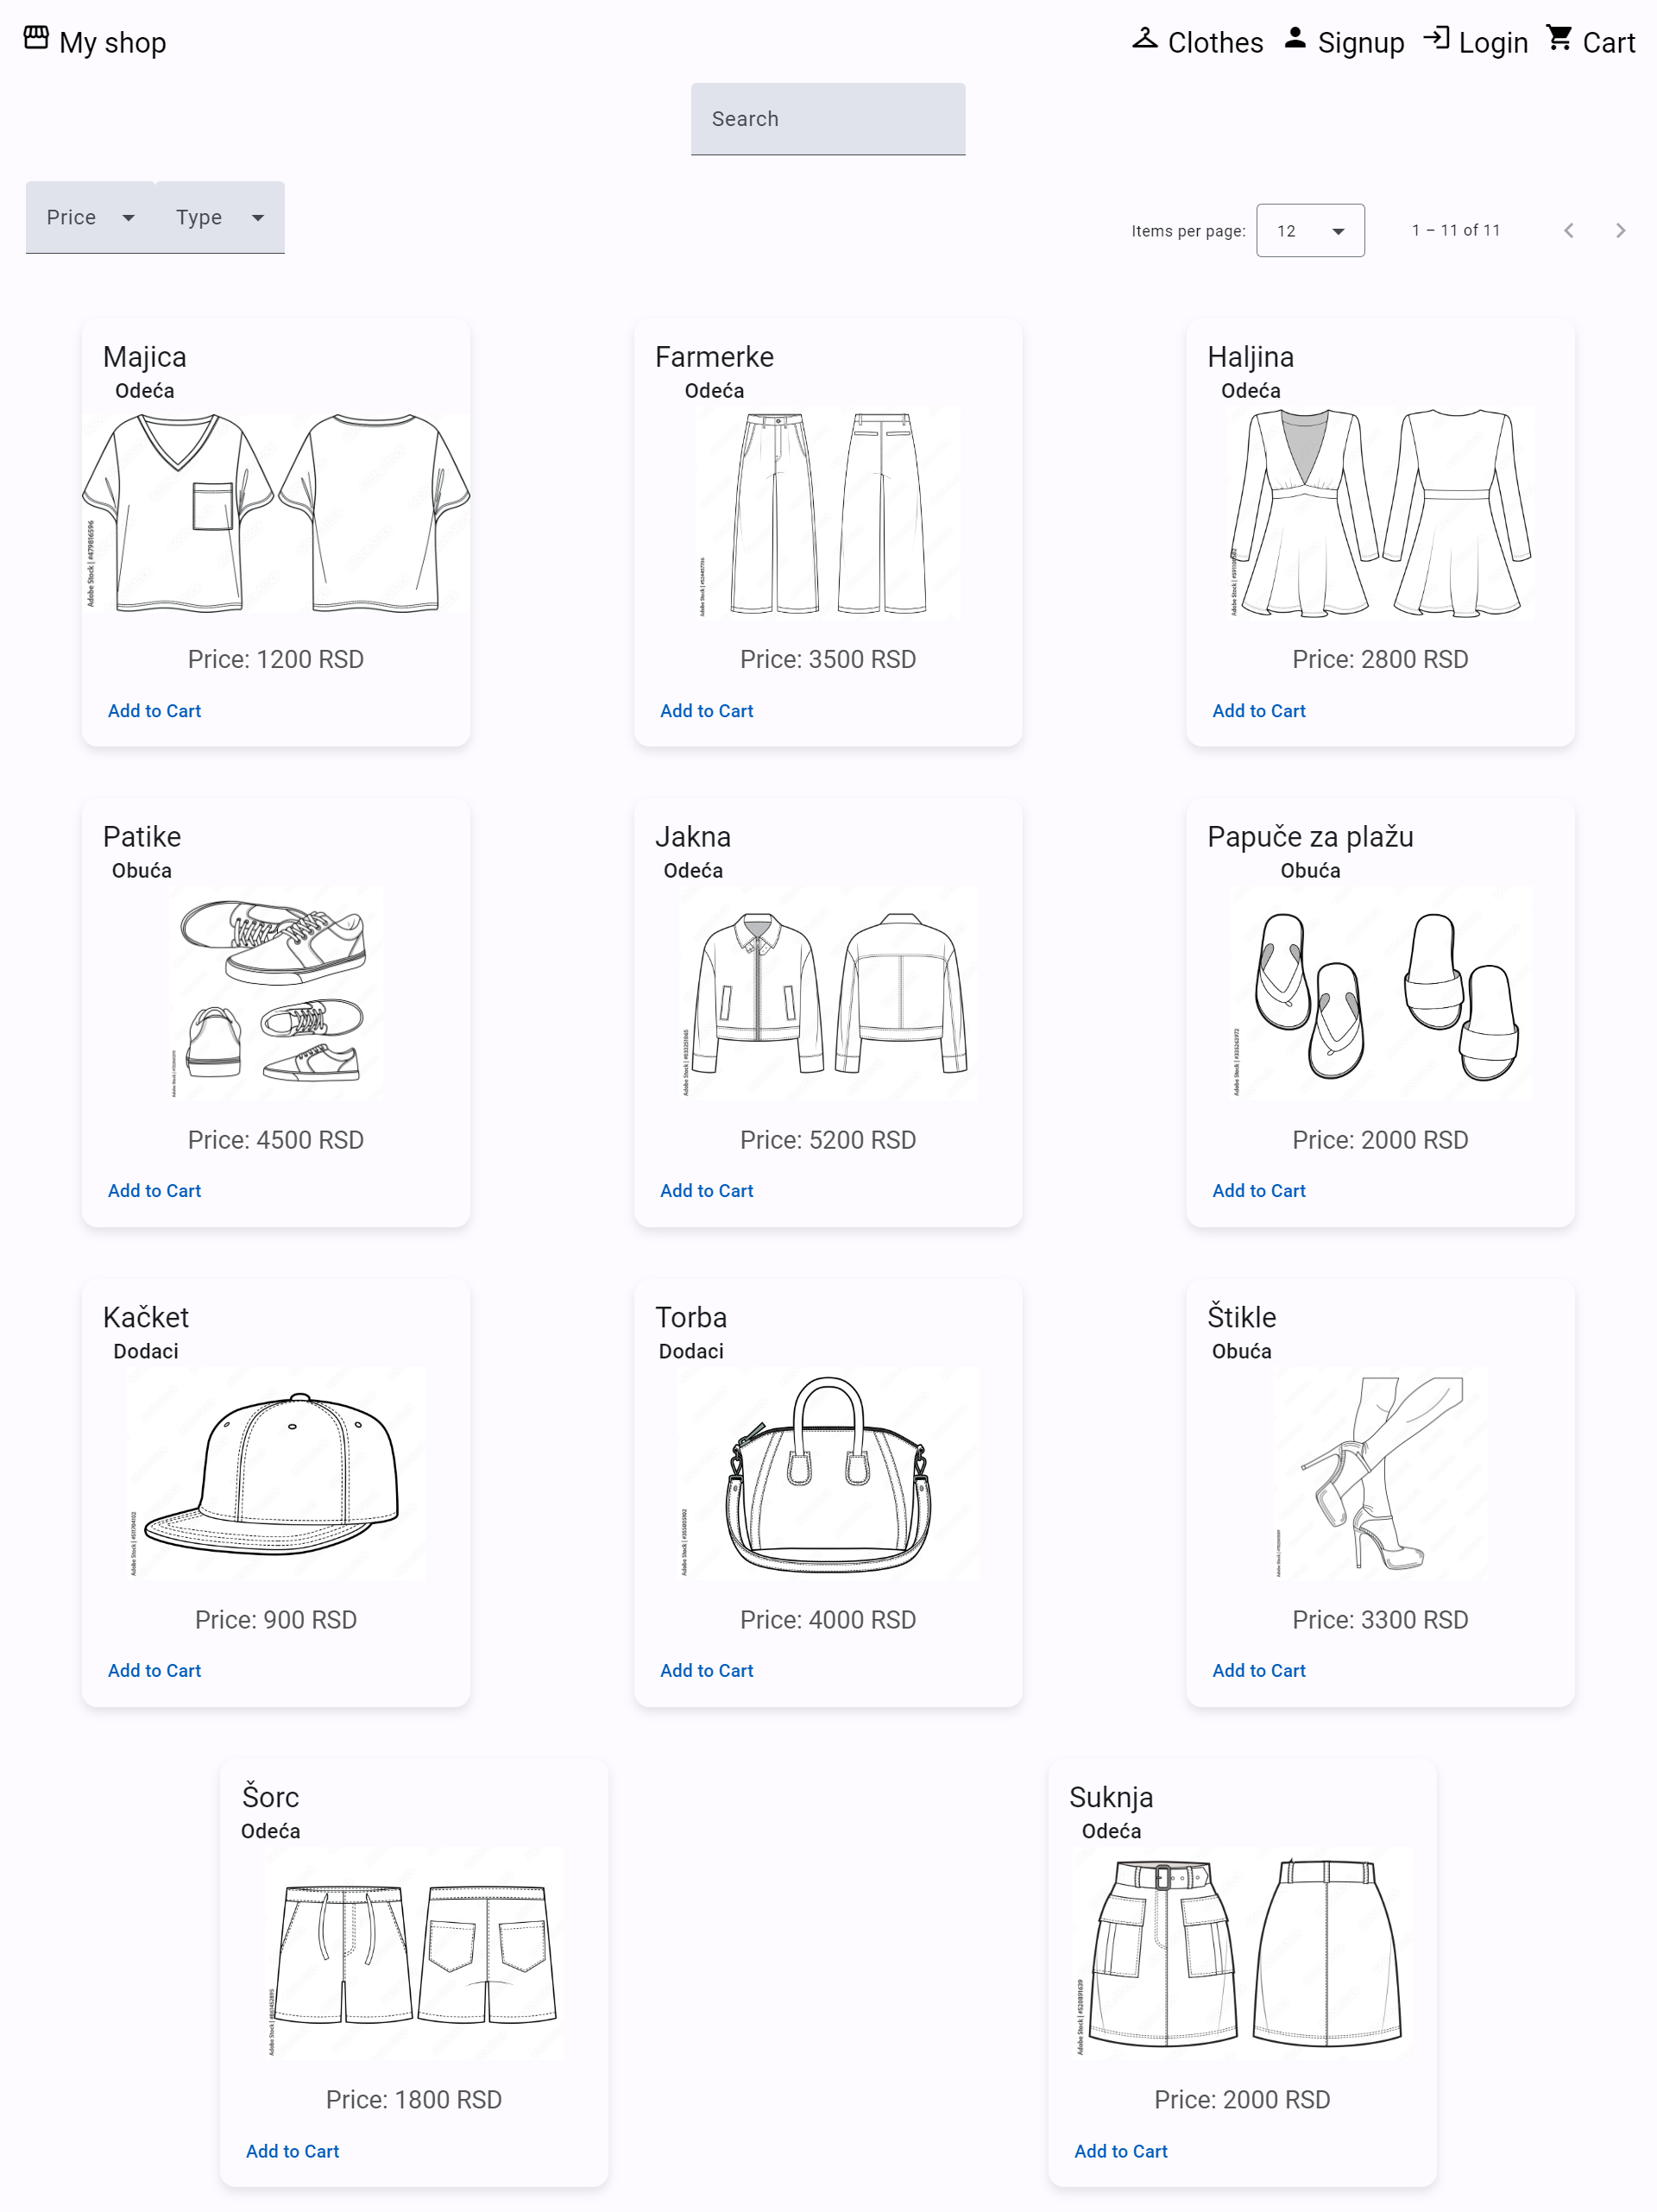 My shop
Clothes Signup Login Cart
Search
Price Type
Items per page: 12 1 – 11 of 11
Majica
Odeća
Adobe Stock | #479816596
Price: 1200 RSD
Add to Cart
Farmerke
Odeća
Price: 3500 RSD
Add to Cart
Haljina
Odeća
Price: 2800 RSD
Add to Cart
Patike
Obuća
Price: 4500 RSD
Add to Cart
Jakna
Odeća
Price: 5200 RSD
Add to Cart
Papuče za plažu
Obuća
Price: 2000 RSD
Add to Cart
Kačket
Dodaci
Price: 900 RSD
Add to Cart
Torba
Dodaci
Price: 4000 RSD
Add to Cart
Štikle
Obuća
Price: 3300 RSD
Add to Cart
Šorc
Odeća
Price: 1800 RSD
Add to Cart
Suknja
Odeća
Price: 2000 RSD
Add to Cart